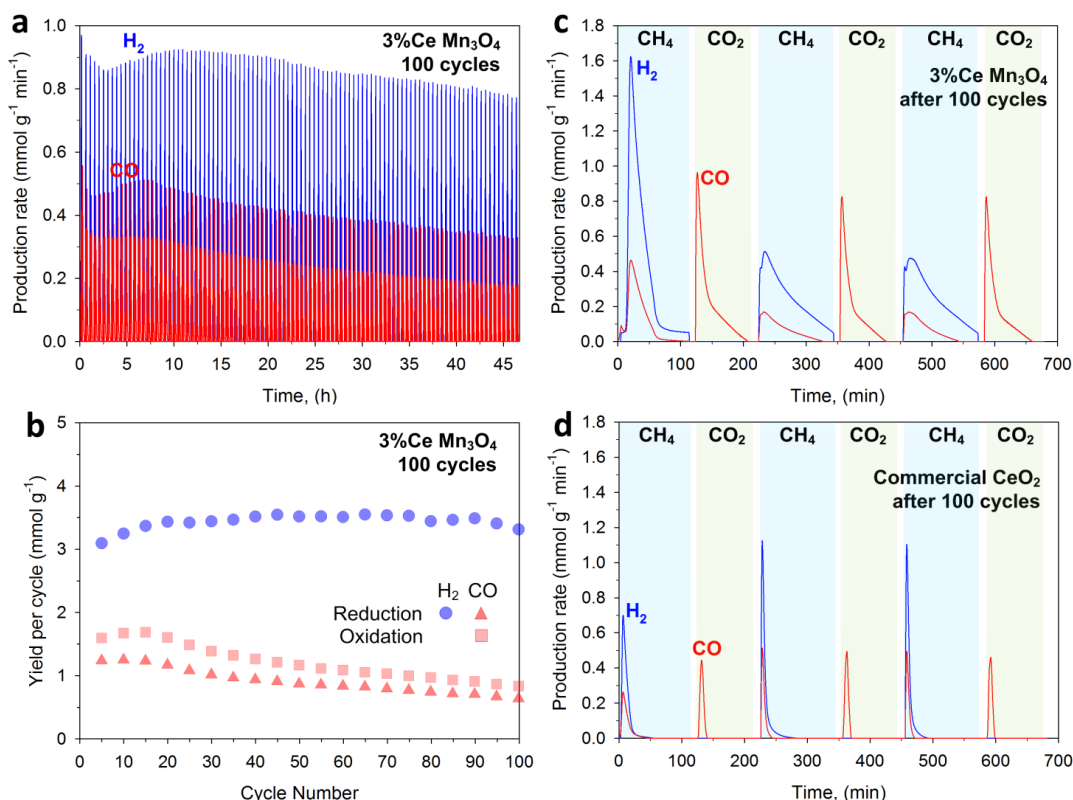 a
H₂
3%Ce Mn₃O₄
100 cycles
CO
Production rate (mmol g⁻¹ min⁻¹)
1.0
0.8
0.6
0.4
0.2
0.0
0 5 10 15 20 25 30 35 40 45
Time, (h)
b
3%Ce Mn₃O₄
100 cycles
Yield per cycle (mmol g⁻¹)
5
4
3
2
1
0
H₂ CO
Reduction
Oxidation
0 10 20 30 40 50 60 70 80 90 100
Cycle Number
c
CH₄ CO₂ CH₄ CO₂ CH₄ CO₂
H₂
3%Ce Mn₃O₄
after 100 cycles
CO
Production rate (mmol g⁻¹ min⁻¹)
1.8
1.6
1.4
1.2
1.0
0.8
0.6
0.4
0.2
0.0
0 100 200 300 400 500 600 700
Time, (min)
d
CH₄ CO₂ CH₄ CO₂ CH₄ CO₂
Commercial CeO₂
after 100 cycles
H₂
CO
Production rate (mmol g⁻¹ min⁻¹)
1.8
1.6
1.4
1.2
1.0
0.8
0.6
0.4
0.2
0.0
0 100 200 300 400 500 600 700
Time, (min)